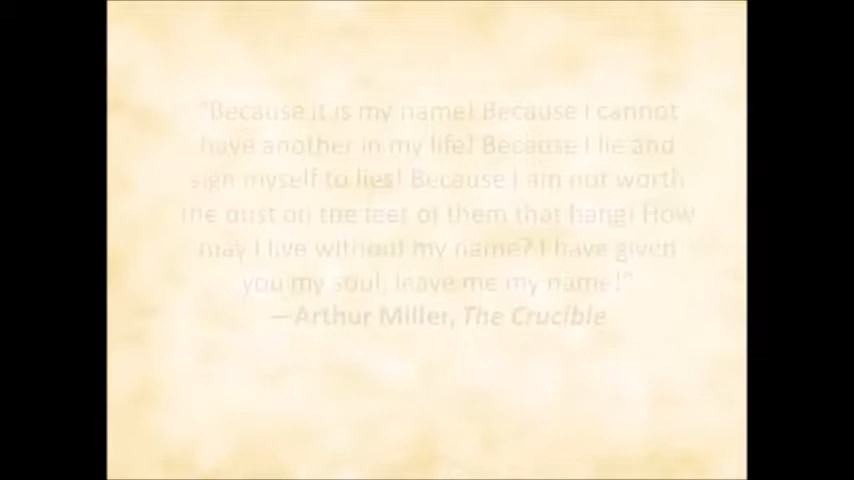 "Because it is my name! Because I cannot
have another in my life! Because I lie and
sign myself to lies! Because I am not worth
the dust on the feet of them that hang! How
may I live without my name? I have given
you my soul; leave me my name!"
—Arthur Miller, The Crucible